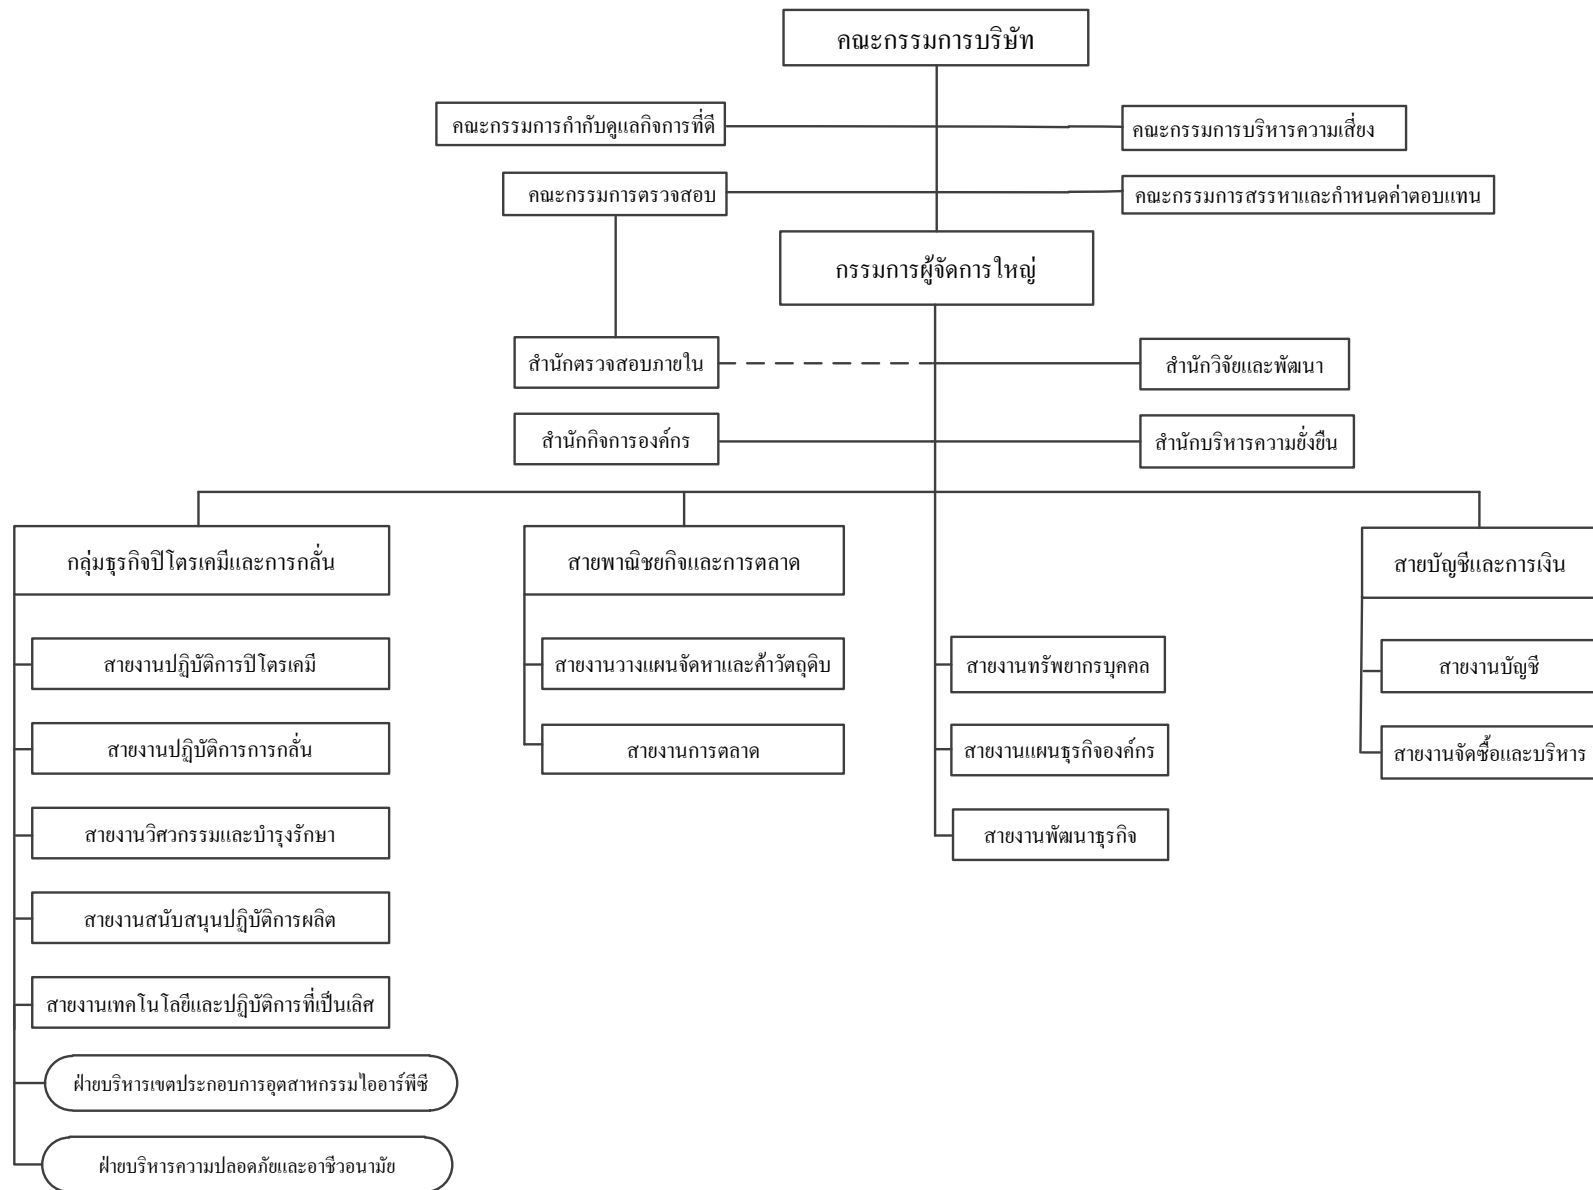 คณะกรรมการบริษัท
คณะกรรมการกำกับดูแลกิจการที่ดี
คณะกรรมการบริหารความเสี่ยง
คณะกรรมการตรวจสอบ
คณะกรรมการสรรหาและกำหนดค่าตอบแทน
กรรมการผู้จัดการใหญ่
สำนักตรวจสอบภายใน
สำนักวิจัยและพัฒนา
สำนักกิจการองค์กร
สำนักบริหารความยั่งยืน
กลุ่มธุรกิจปิโตรเคมีและการกลั่น
สายพาณิชยกิจและการตลาด
สายบัญชีและการเงิน
สายงานปฏิบัติการปิโตรเคมี
สายงานวางแผนจัดหาและค้าวัตถุดิบ
สายงานทรัพยากรบุคคล
สายงานบัญชี
สายงานปฏิบัติการการกลั่น
สายงานการตลาด
สายงานแผนธุรกิจองค์กร
สายงานจัดซื้อและบริหาร
สายงานวิศวกรรมและบำรุงรักษา
สายงานพัฒนาธุรกิจ
สายงานสนับสนุนปฏิบัติการผลิต
สายงานเทคโนโลยีและปฏิบัติการที่เป็นเลิศ
ฝ่ายบริหารเขตประกอบการอุตสาหกรรมไออาร์พีซี
ฝ่ายบริหารความปลอดภัยและอาชีวอนามัย